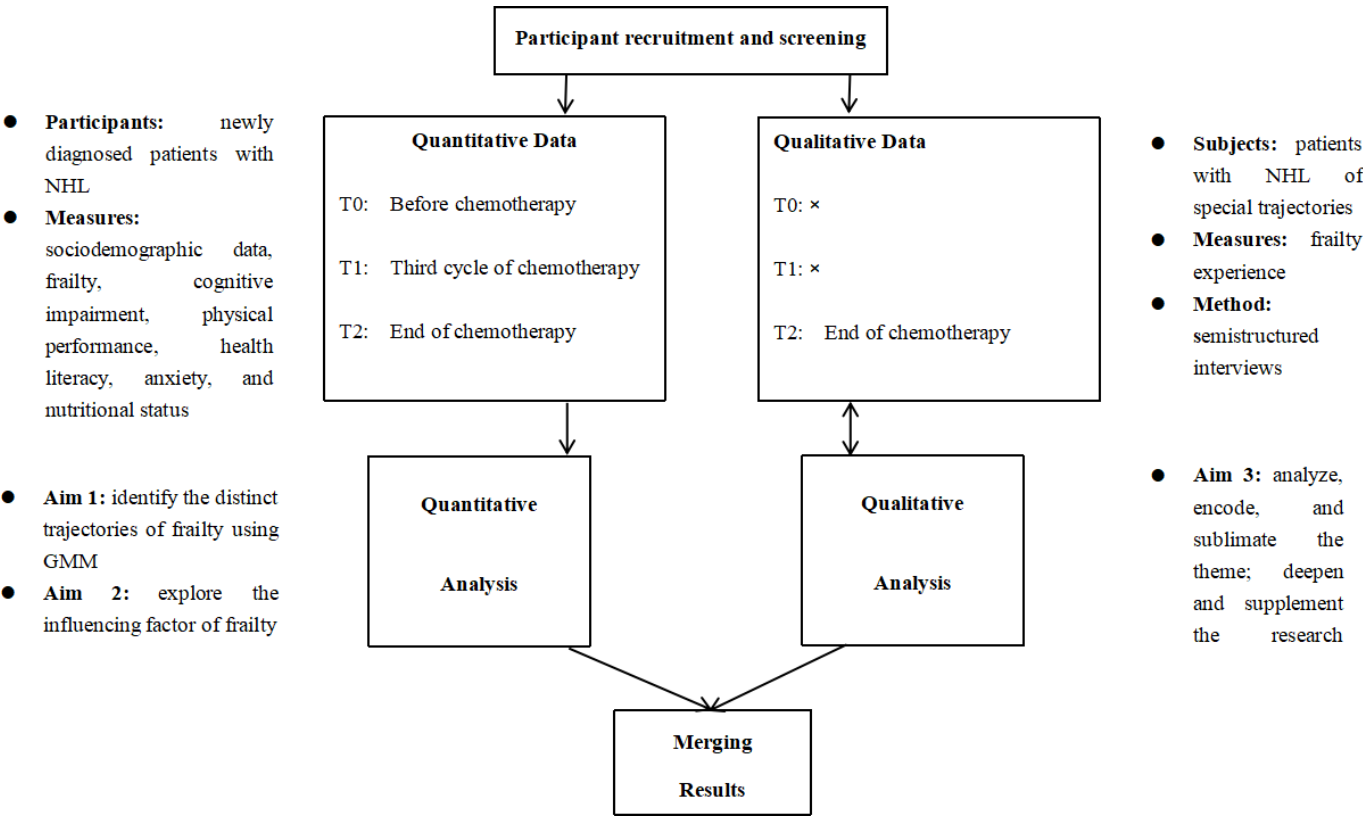 Participant recruitment and screening
● Participants: newly
diagnosed patients with
NHL
● Measures:
sociodemographic data,
frailty, cognitive
impairment, physical
performance, health
literacy, anxiety, and
nutritional status
Quantitative Data
T0: Before chemotherapy
T1: Third cycle of chemotherapy
T2: End of chemotherapy
Qualitative Data
T0: ×
T1: ×
T2: End of chemotherapy
● Subjects: patients
with NHL of
special trajectories
● Measures: frailty
experience
● Method:
semistructured
interviews
● Aim 1: identify the distinct
trajectories of frailty using
GMM
● Aim 2: explore the
influencing factor of frailty
Quantitative
Analysis
Qualitative
Analysis
● Aim 3: analyze,
encode, and
sublimate the
theme; deepen
and supplement
the research
Merging
Results